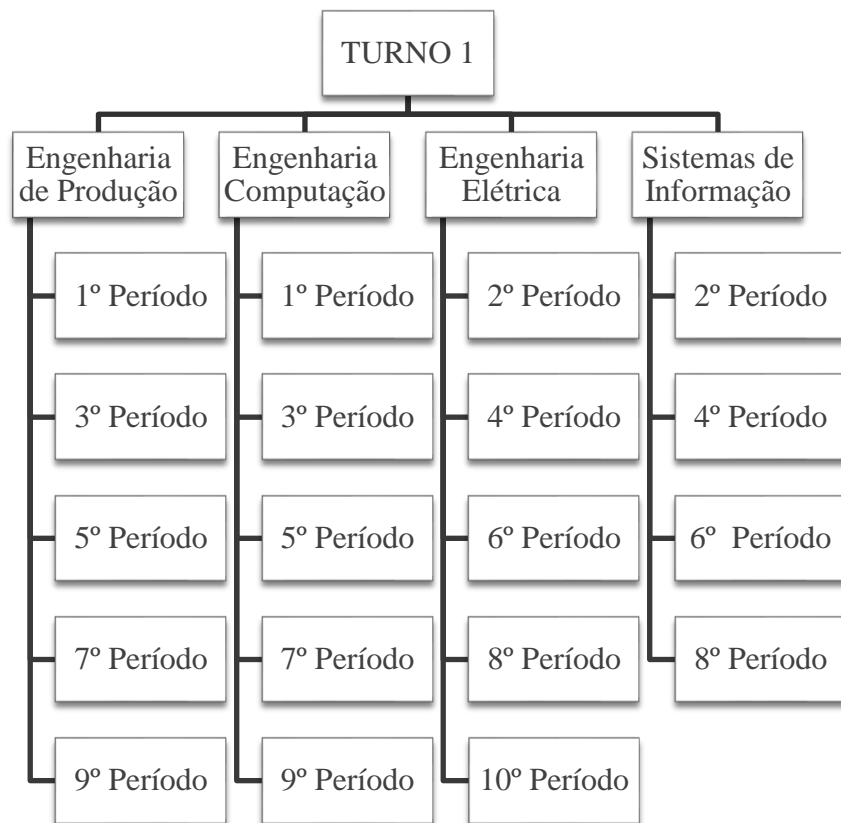 TURNO 1
Engenharia
de Produção
Engenharia
Computação
Engenharia
Elétrica
Sistemas de
Informação
1º Período
1º Período
2º Período
2º Período
3º Período
3º Período
4º Período
4º Período
5º Período
5º Período
6º Período
6º  Período
7º Período
7º Período
8º Período
8º Período
9º Período
9º Período
10º Período